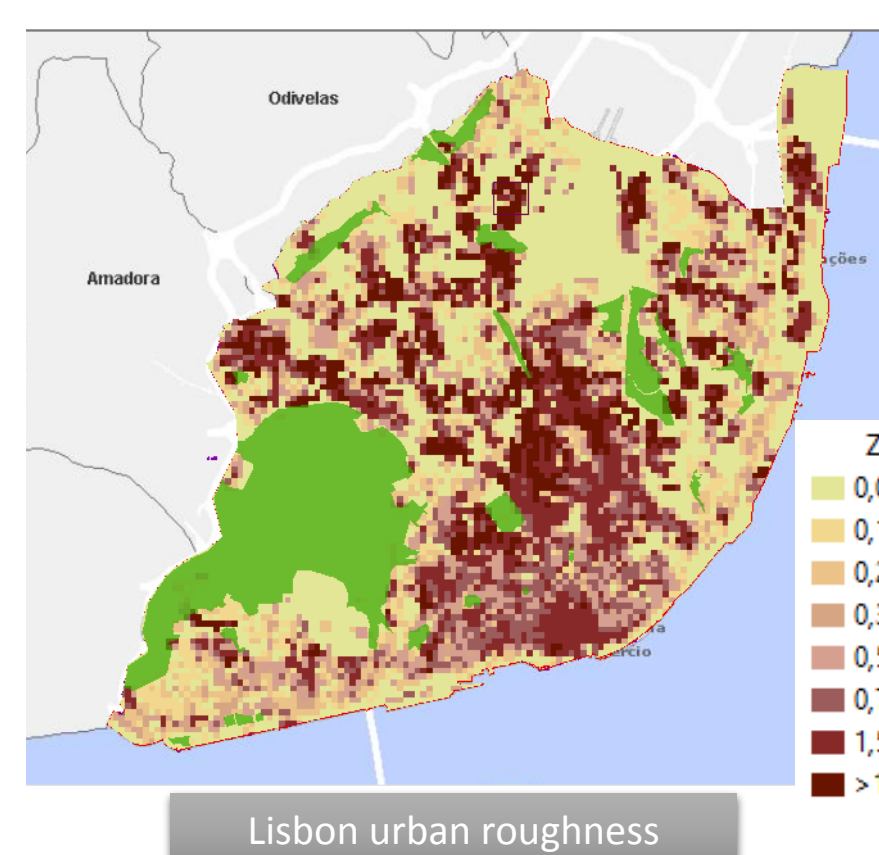 Odivelas
Amadora
ções
Z
0,0
0,1
0,2
0,3
0,5
0,7
1,5
>1
ércio
Lisbon urban roughness